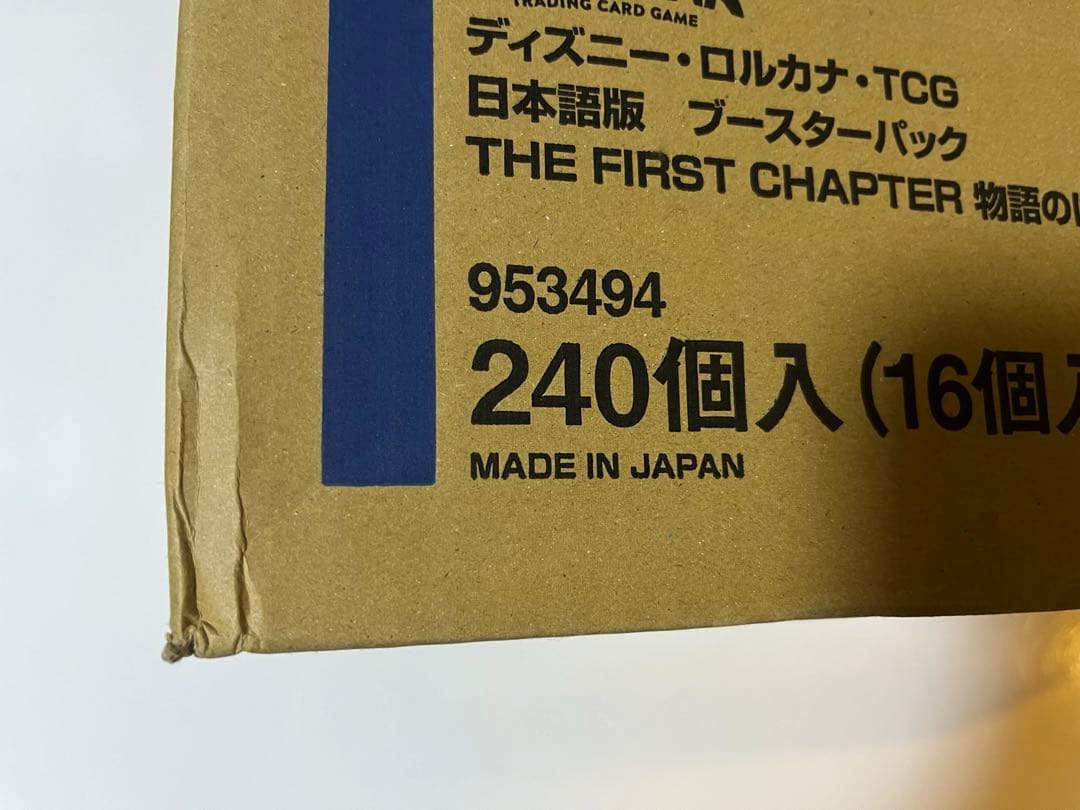 TRADING CARD GAME
ディズニー・ロルカナ・TCG
日本語版 ブースターパック
THE FIRST CHAPTER 物語の
953494
240個入(16個入
MADE IN JAPAN